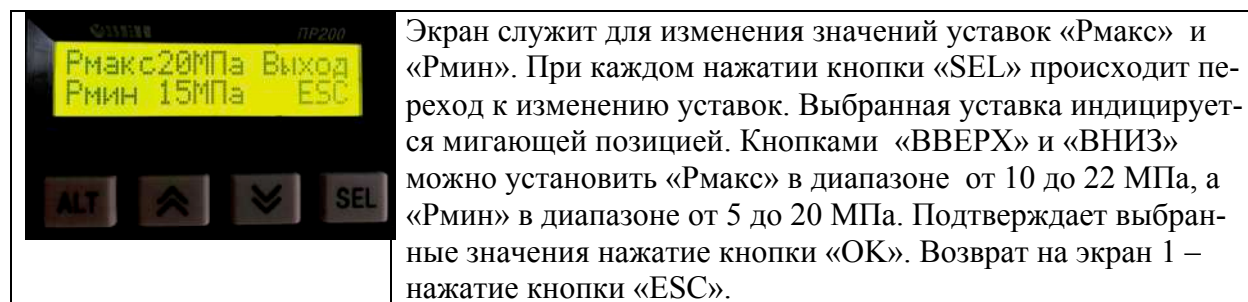 ПР200
Рмакс20МПа Выход
Рмин 15МПа ESC
ALT
SEL
Экран служит для изменения значений уставок «Рмакс» и
«Рмин». При каждом нажатии кнопки «SEL» происходит пе-
реход к изменению уставок. Выбранная уставка индицирует-
ся мигающей позицией. Кнопками «ВВЕРХ» и «ВНИЗ»
можно установить «Рмакс» в диапазоне от 10 до 22 МПа, а
«Рмин» в диапазоне от 5 до 20 МПа. Подтверждает выбран-
ные значения нажатие кнопки «ОК». Возврат на экран 1 –
нажатие кнопки «ESC».